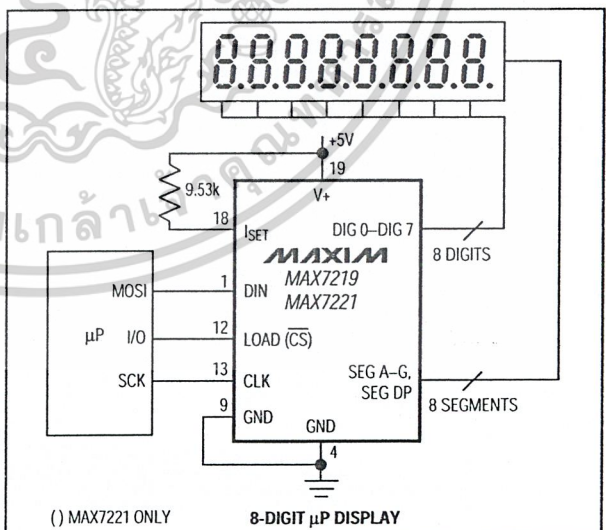 8.8.8.8.8.8.8.8.
+5V
19
V+
9.53k
18
ISET
DIG 0–DIG 7
8 DIGITS
MAXIM
MAX7219
MAX7221
MOSI
1
DIN
µP
I/O
12
LOAD (CS)
SCK
13
CLK
SEG A–G,
SEG DP
8 SEGMENTS
9
GND
GND
4
( ) MAX7221 ONLY
8-DIGIT µP DISPLAY